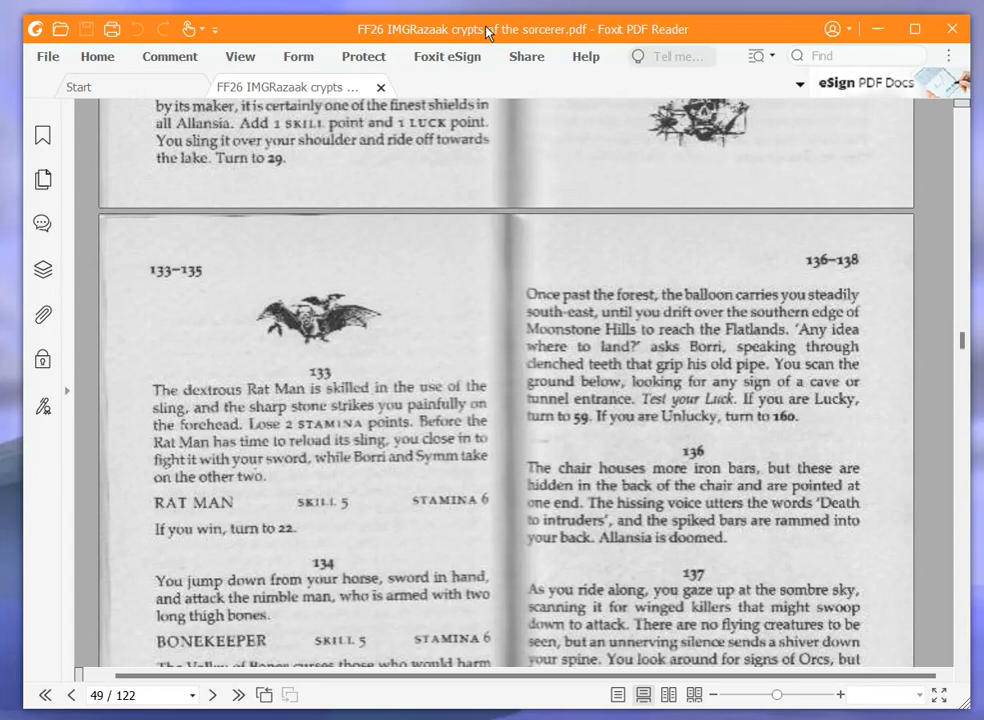 FF26 IMGRazaak crypts of the sorcerer.pdf - Foxit PDF Reader
File Home Comment View Form Protect Foxit eSign Share Help Tell me... Find
Start FF26 IMGRazaak crypts ... eSign PDF Docs
by its maker, it is certainly one of the finest shields in
all Allansia. Add 1 SKILL point and 1 LUCK point.
You sling it over your shoulder and ride off towards
the lake. Turn to 29.
133–135
133
The dextrous Rat Man is skilled in the use of the
sling, and the sharp stone strikes you painfully on
the forehead. Lose 2 STAMINA points. Before the
Rat Man has time to reload its sling, you close in to
fight it with your sword, while Borri and Symm take
on the other two.
RAT MAN SKILL 5 STAMINA 6
If you win, turn to 22.
134
You jump down from your horse, sword in hand,
and attack the nimble man, who is armed with two
long thigh bones.
BONEKEEPER SKILL 5 STAMINA 6
The Valley of Bones curses those who would harm
136–138
Once past the forest, the balloon carries you steadily
south-east, until you drift over the southern edge of
Moonstone Hills to reach the Flatlands. 'Any idea
where to land?' asks Borri, speaking through
clenched teeth that grip his old pipe. You scan the
ground below, looking for any sign of a cave or
tunnel entrance. Test your Luck. If you are Lucky,
turn to 59. If you are Unlucky, turn to 160.
136
The chair houses more iron bars, but these are
hidden in the back of the chair and are pointed at
one end. The hissing voice utters the words 'Death
to intruders', and the spiked bars are rammed into
your back. Allansia is doomed.
137
As you ride along, you gaze up at the sombre sky,
scanning it for winged killers that might swoop
down to attack. There are no flying creatures to be
seen, but an unnerving silence sends a shiver down
your spine. You look around for signs of Orcs, but
49 / 122